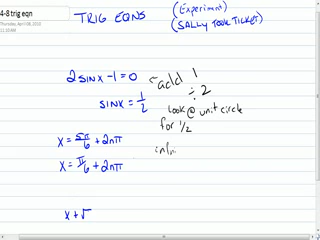 4-8 trig eqn
Thursday, April 08, 2010
11:10 AM
TRIG EQNS
(Experiment)
(SALLY TOOK TICKET)
2sinx-1=0
add 1
÷2
sinx=1/2
look @ unit circle
for 1/2
x=5π/6+2nπ
infin
x=π/6+2nπ
x+√